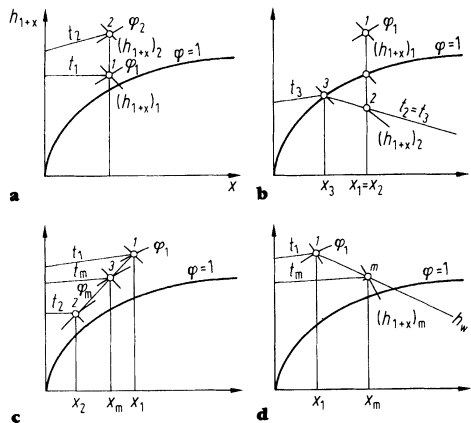 h₁₊ₓ
t₂
2
φ₂
(h₁₊ₓ)₂
φ=1
t₁
1
φ₁
(h₁₊ₓ)₁
x
a
1
φ₁
(h₁₊ₓ)₁
φ=1
t₃
3
2
t₂=t₃
(h₁₊ₓ)₂
x₃
x₁=x₂
b
t₁
1
φ₁
tₘ
3
φ=1
φₘ
t₂
2
x₂
xₘ
x₁
c
t₁
1
φ₁
tₘ
m
φ=1
(h₁₊ₓ)ₘ
h_w
x₁
xₘ
d